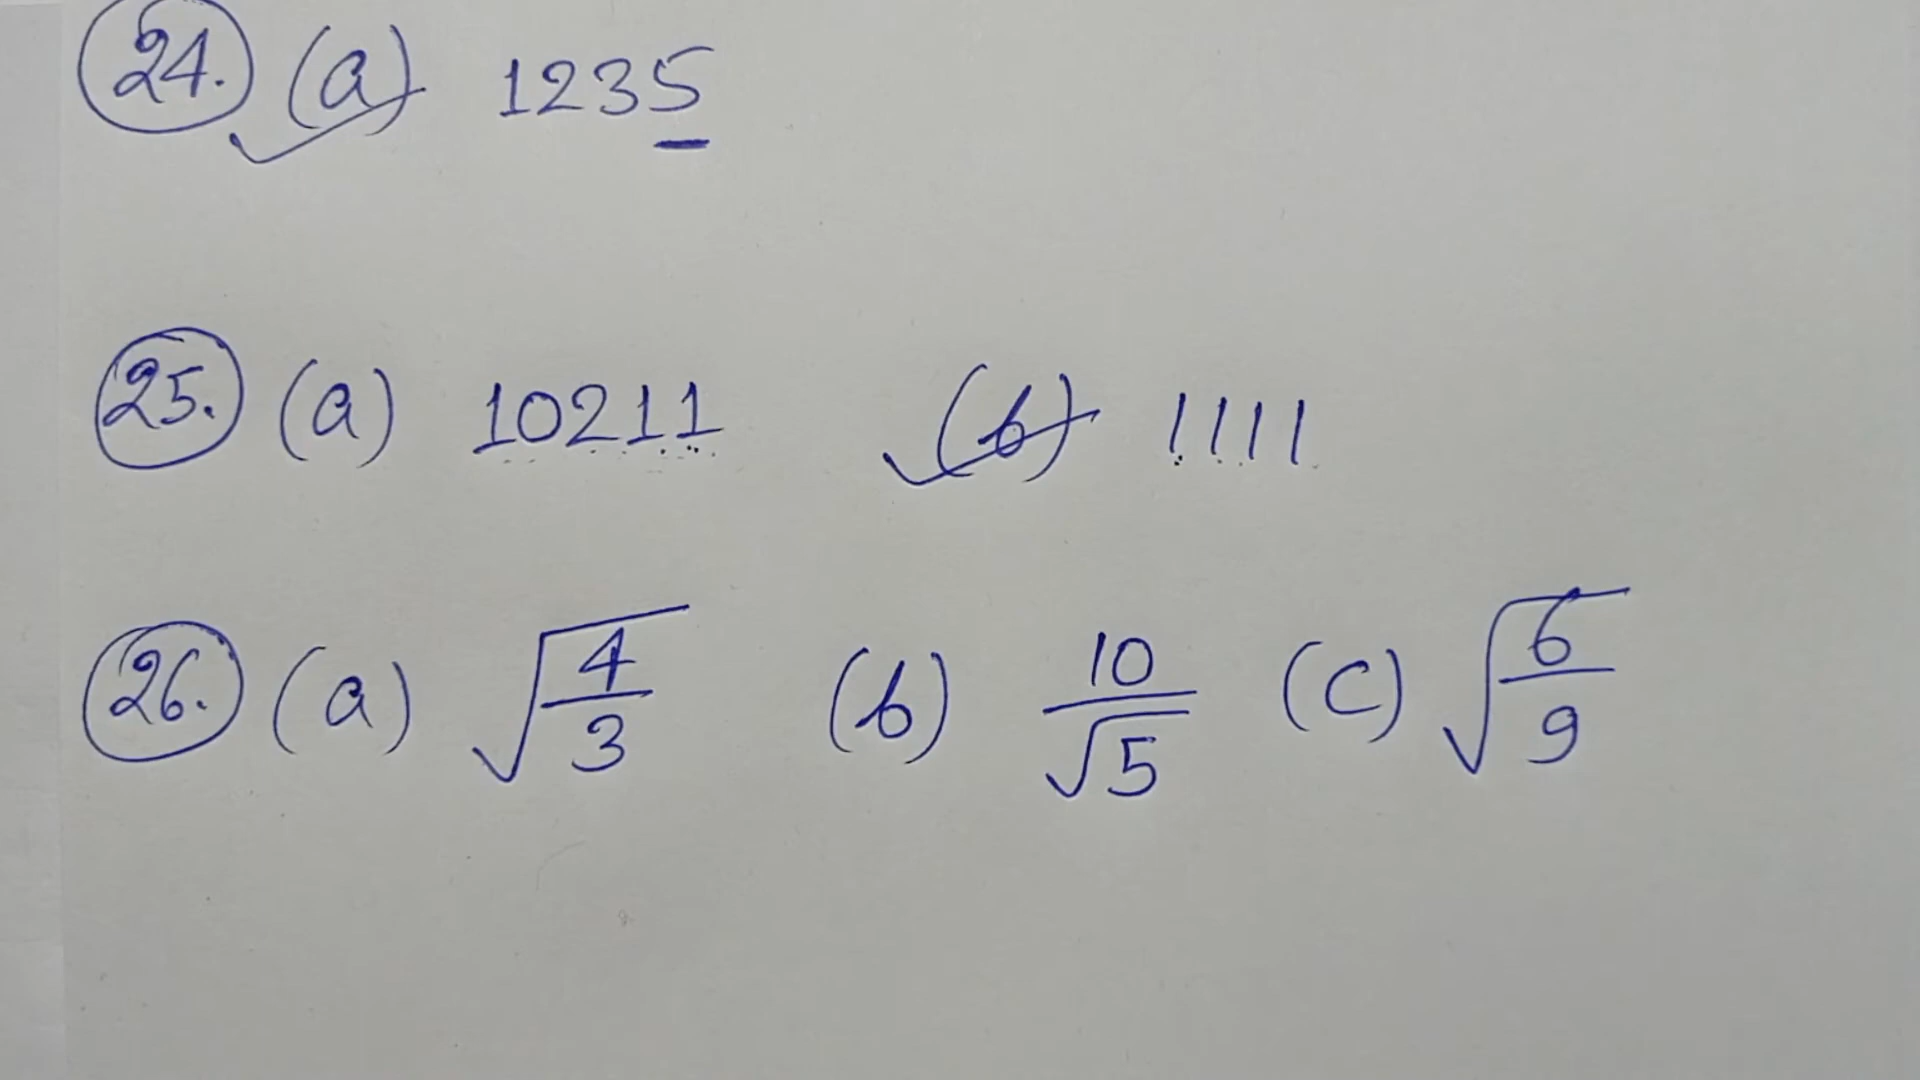 24. (a) 1235
25. (a) 10211 (b) 1111
26. (a) √(4/3) (b) 10/√5 (c) √(6/9)